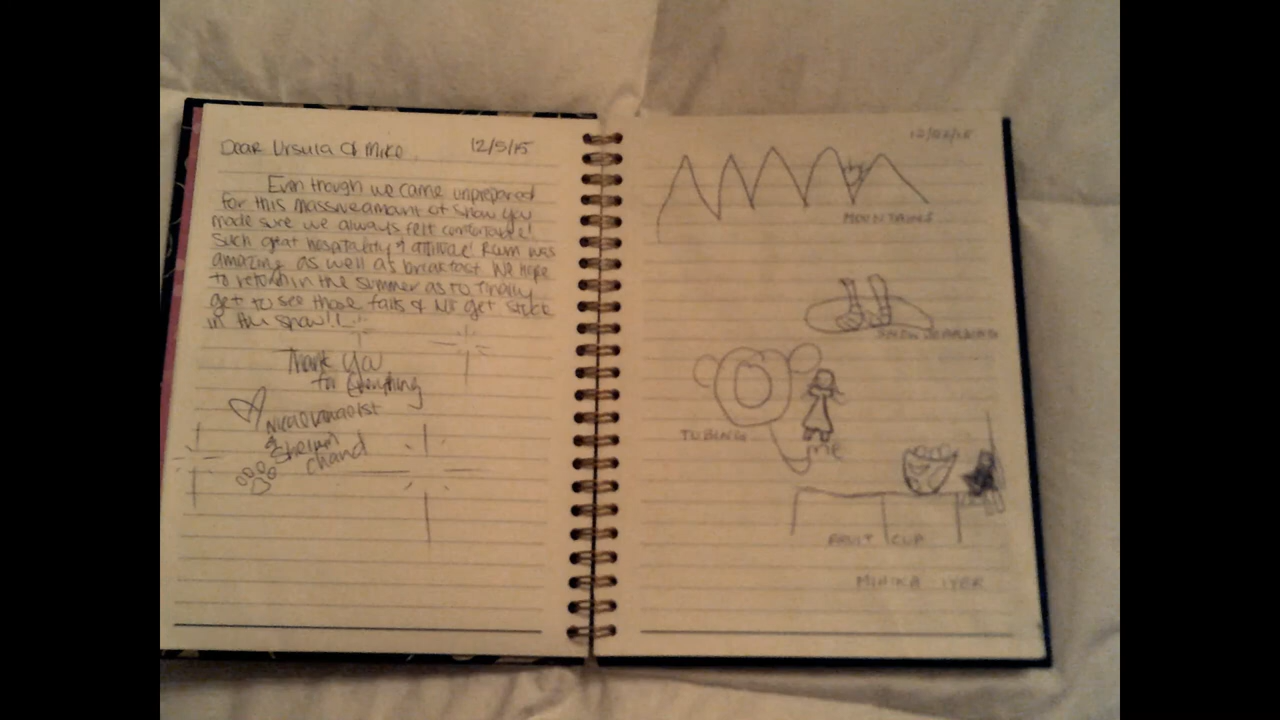 Dear Ursula & Mike 12/5/15
Even though we came unprepared
for this massive amount of snow you
made sure we always felt comfortable!
Such great hospitality & attitude! Room was
amazing as well as breakfast. We hope
to return in the summer as to finally
get to see those falls & not get stuck
in the snow!!
Thank you
for Everything
&
Chand
MOUNTAINS
SNOWBOARDING
TUBING
ME
FRUIT CUP
IYER